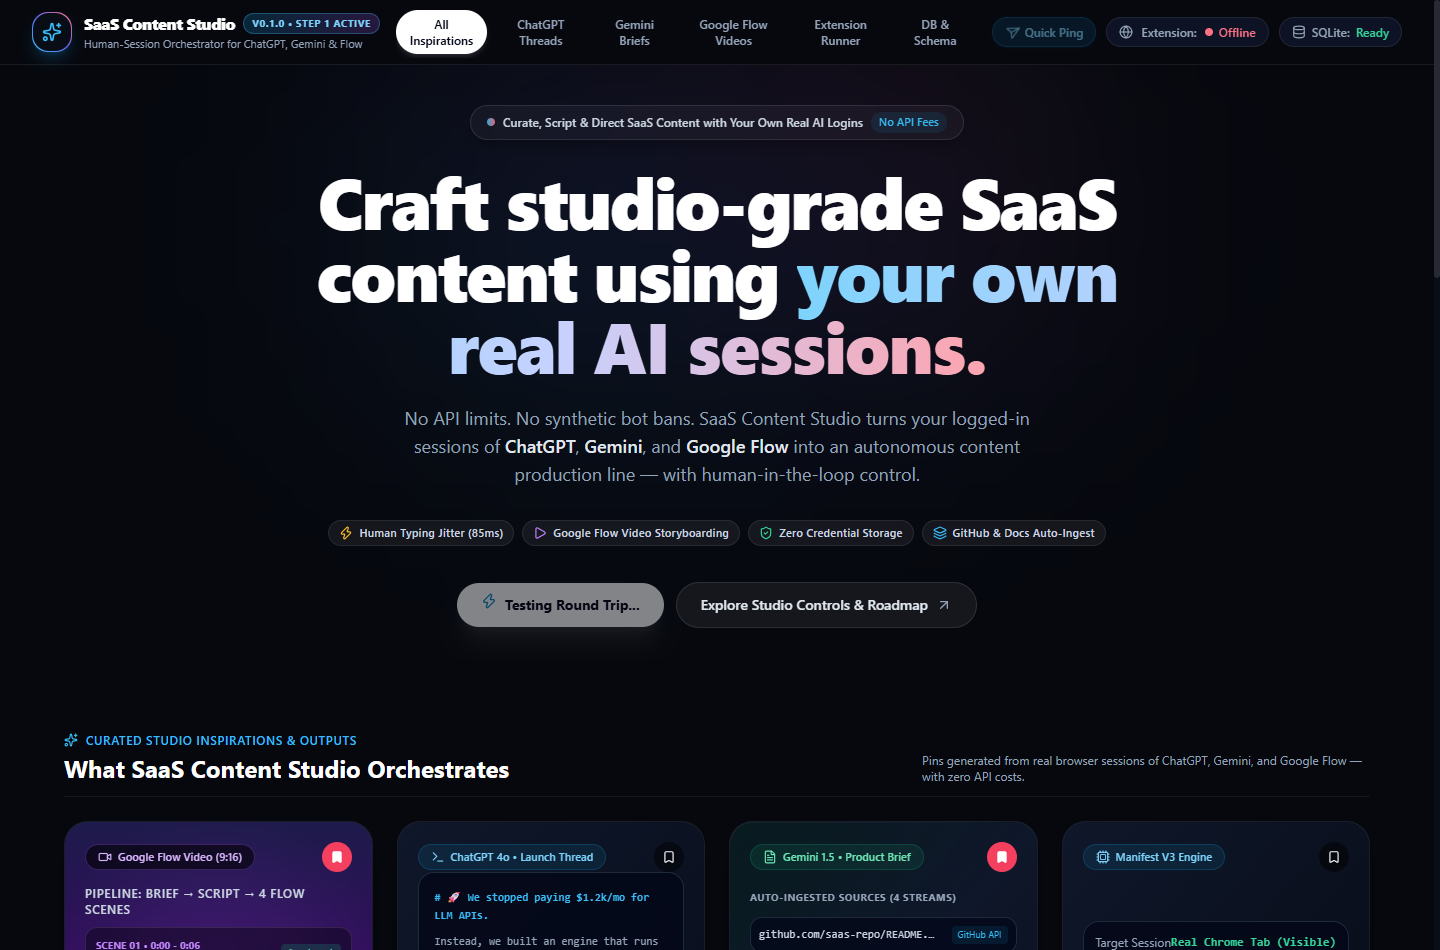 SaaS Content Studio
V0.1.0 • STEP 1 ACTIVE
Human-Session Orchestrator for ChatGPT, Gemini & Flow
All
Inspirations
ChatGPT
Threads
Gemini
Briefs
Google Flow
Videos
Extension
Runner
DB &
Schema
Quick Ping
Extension: Offline
SQLite: Ready
Curate, Script & Direct SaaS Content with Your Own Real AI Logins No API Fees
Craft studio-grade SaaS
content using your own
real AI sessions.
No API limits. No synthetic bot bans. SaaS Content Studio turns your logged-in
sessions of ChatGPT, Gemini, and Google Flow into an autonomous content
production line — with human-in-the-loop control.
Human Typing Jitter (85ms)
Google Flow Video Storyboarding
Zero Credential Storage
GitHub & Docs Auto-Ingest
Testing Round Trip...
Explore Studio Controls & Roadmap
CURATED STUDIO INSPIRATIONS & OUTPUTS
What SaaS Content Studio Orchestrates
Pins generated from real browser sessions of ChatGPT, Gemini, and Google Flow —
with zero API costs.
Google Flow Video (9:16)
PIPELINE: BRIEF → SCRIPT → 4 FLOW
SCENES
SCENE 01 • 0:00 - 0:06
ChatGPT 4o • Launch Thread
# 🚀 We stopped paying $1.2k/mo for
LLM APIs.
Instead, we built an engine that runs
Gemini 1.5 • Product Brief
AUTO-INGESTED SOURCES (4 STREAMS)
github.com/saas-repo/README.…
GitHub API
Manifest V3 Engine
Target Session Real Chrome Tab (Visible)